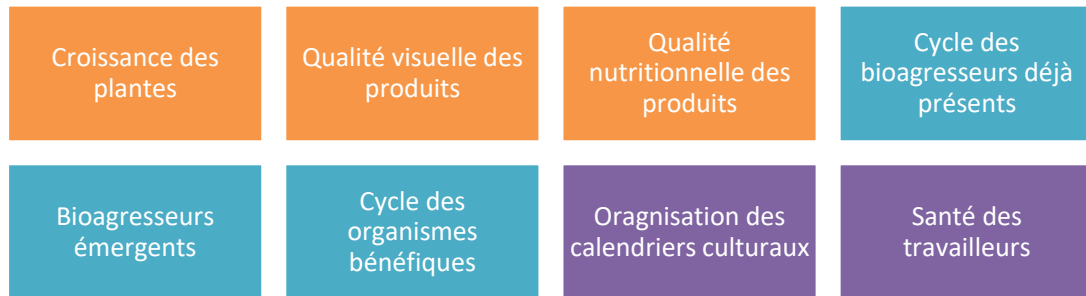 Croissance des
plantes
Qualité visuelle des
produits
Qualité
nutritionnelle des
produits
Cycle des
bioagresseurs déjà
présents
Bioagresseurs
émergents
Cycle des
organismes
bénéfiques
Oragnisation des
calendriers culturaux
Santé des
travailleurs